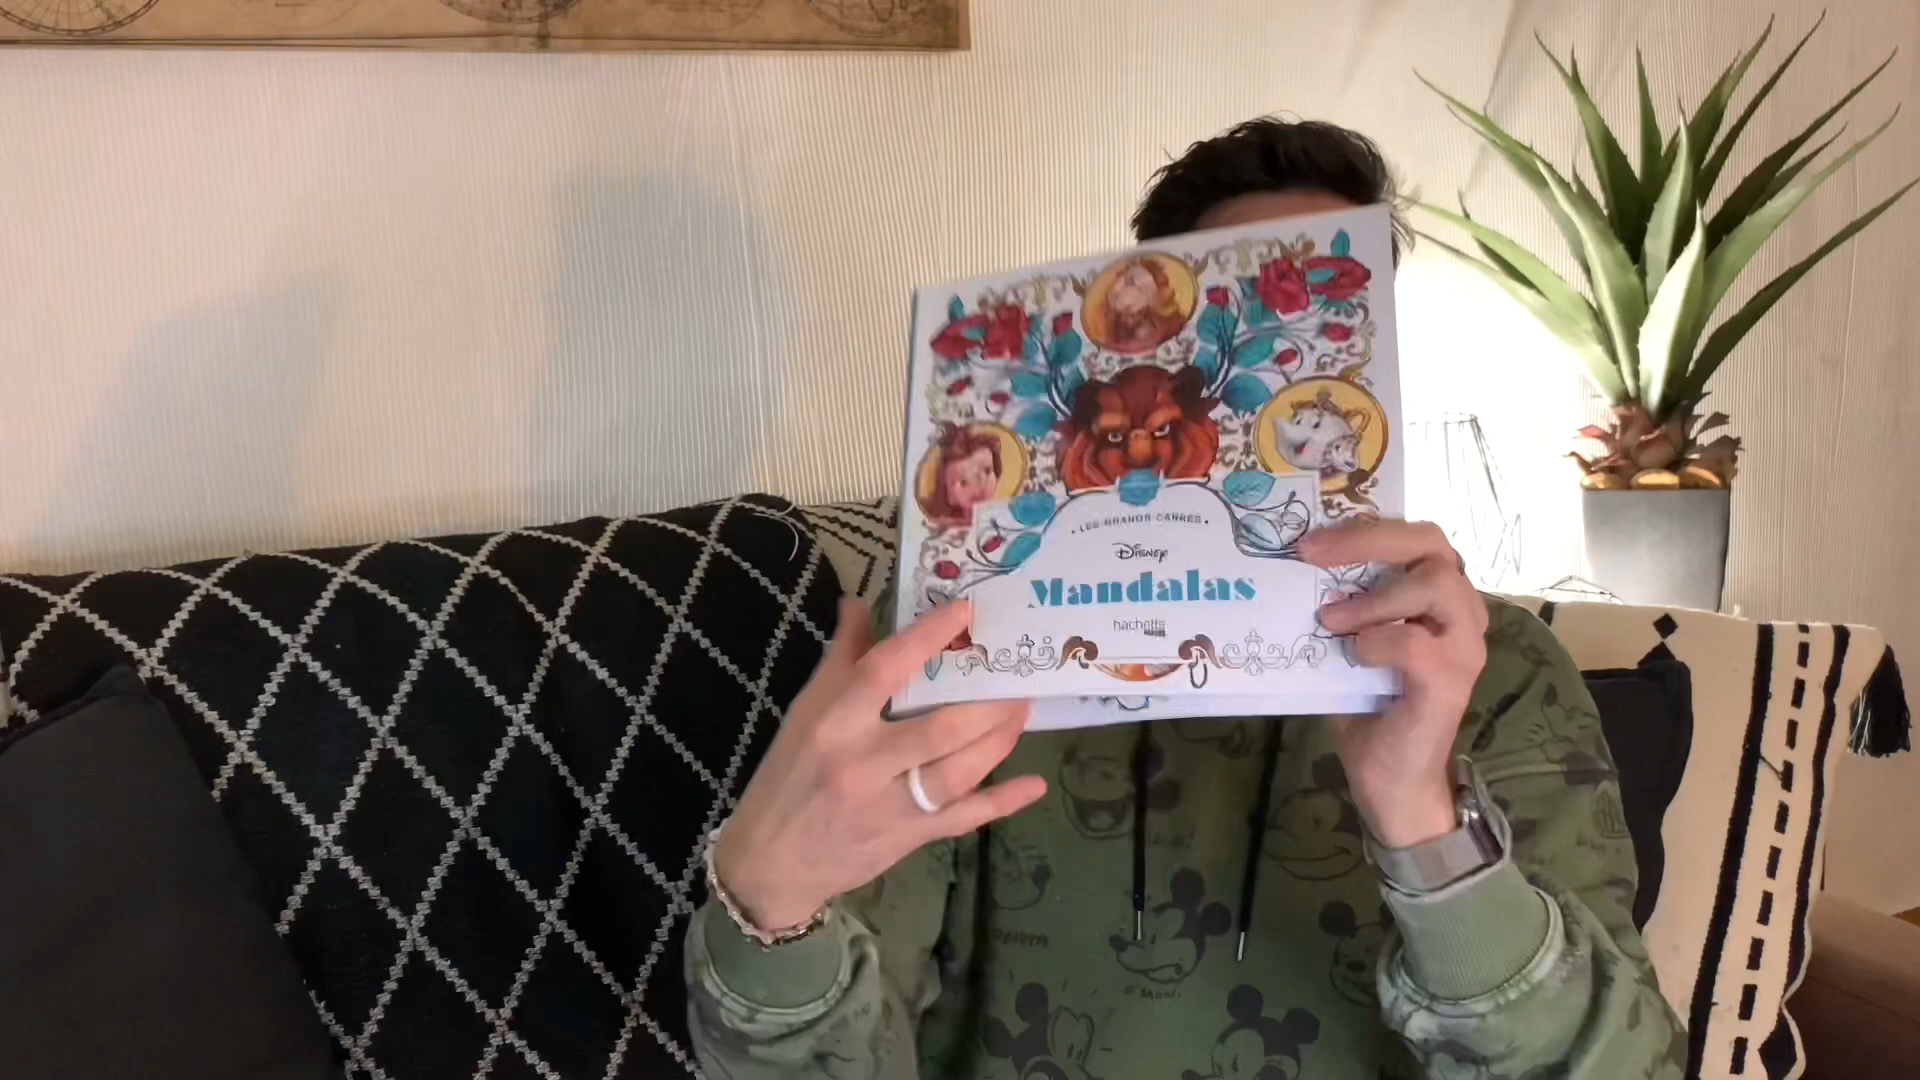 • LES GRANDS CARRÉS •
Disney
Mandalas
hachette